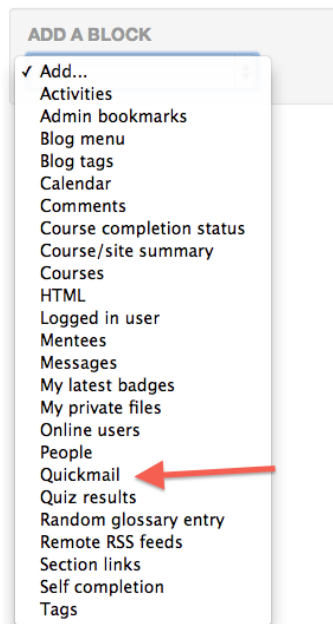 ADD A BLOCK
✓ Add...
Activities
Admin bookmarks
Blog menu
Blog tags
Calendar
Comments
Course completion status
Course/site summary
Courses
HTML
Logged in user
Mentees
Messages
My latest badges
My private files
Online users
People
Quickmail
Quiz results
Random glossary entry
Remote RSS feeds
Section links
Self completion
Tags